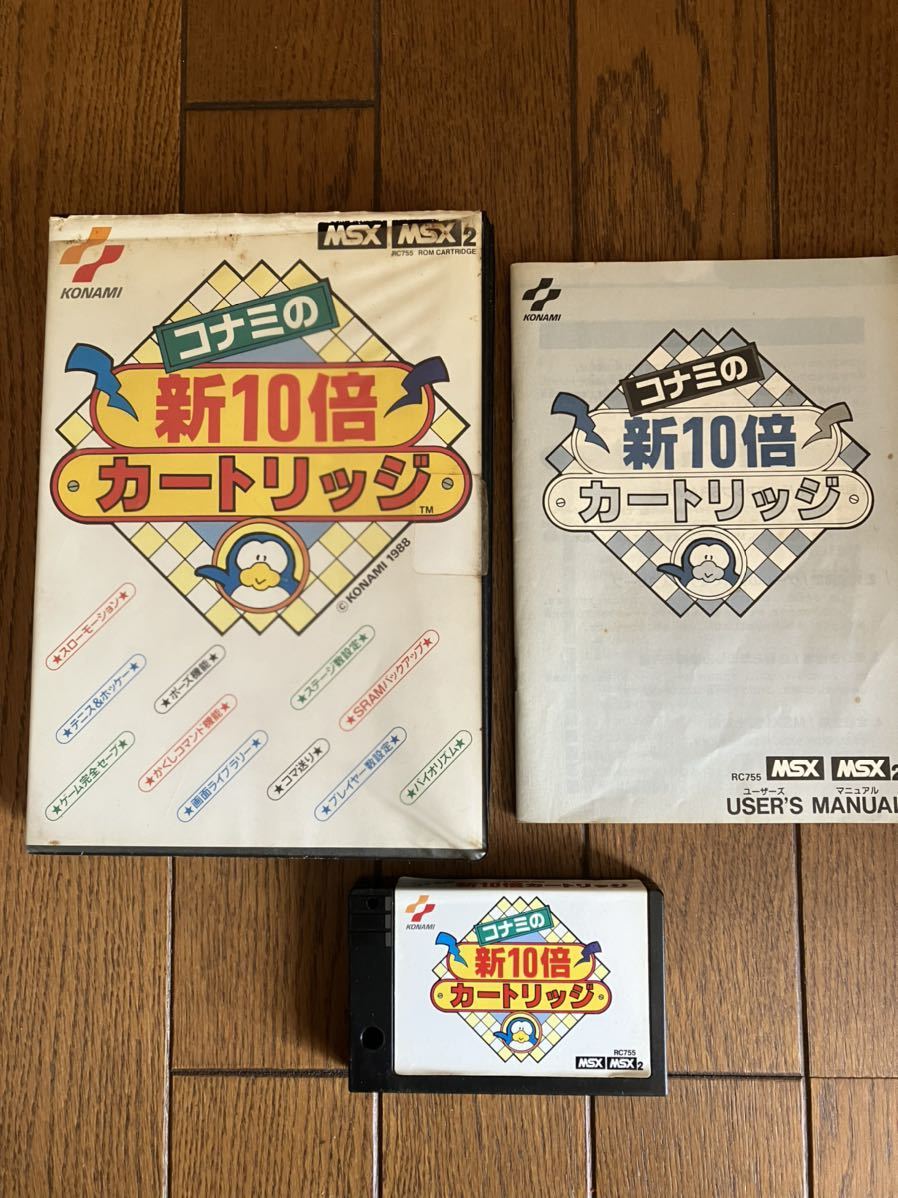 KONAMI
MSX MSX2
RC755 ROM CARTRIDGE
コナミの
新10倍
カートリッジ
TM
© KONAMI 1988
★スローモーション★
★テニス&ホッケー★
★ポーズ機能★
★ステージ数設定★
★SRAMバックアップ★
★ゲーム完全セーブ★
★かくしコマンド機能★
★画面ライブラリー★
★コマ送り★
★プレイヤー数設定★
★バイオリズム★
KONAMI
コナミの
新10倍
カートリッジ
RC755 MSX MSX2
ユーザーズ マニュアル
USER'S MANUAL
新10倍カートリッジ
KONAMI
コナミの
新10倍
カートリッジ
RC755
MSX MSX2